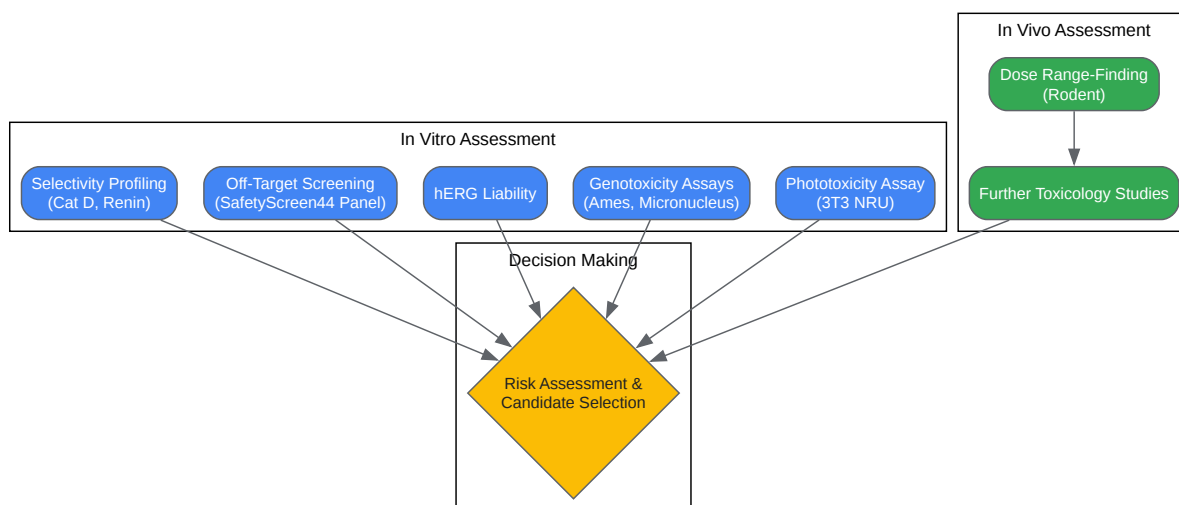 In Vivo Assessment
Dose Range-Finding
(Rodent)
Further Toxicology Studies
In Vitro Assessment
Selectivity Profiling
(Cat D, Renin)
Off-Target Screening
(SafetyScreen44 Panel)
hERG Liability
Genotoxicity Assays
(Ames, Micronucleus)
Phototoxicity Assay
(3T3 NRU)
Decision Making
Risk Assessment &
Candidate Selection